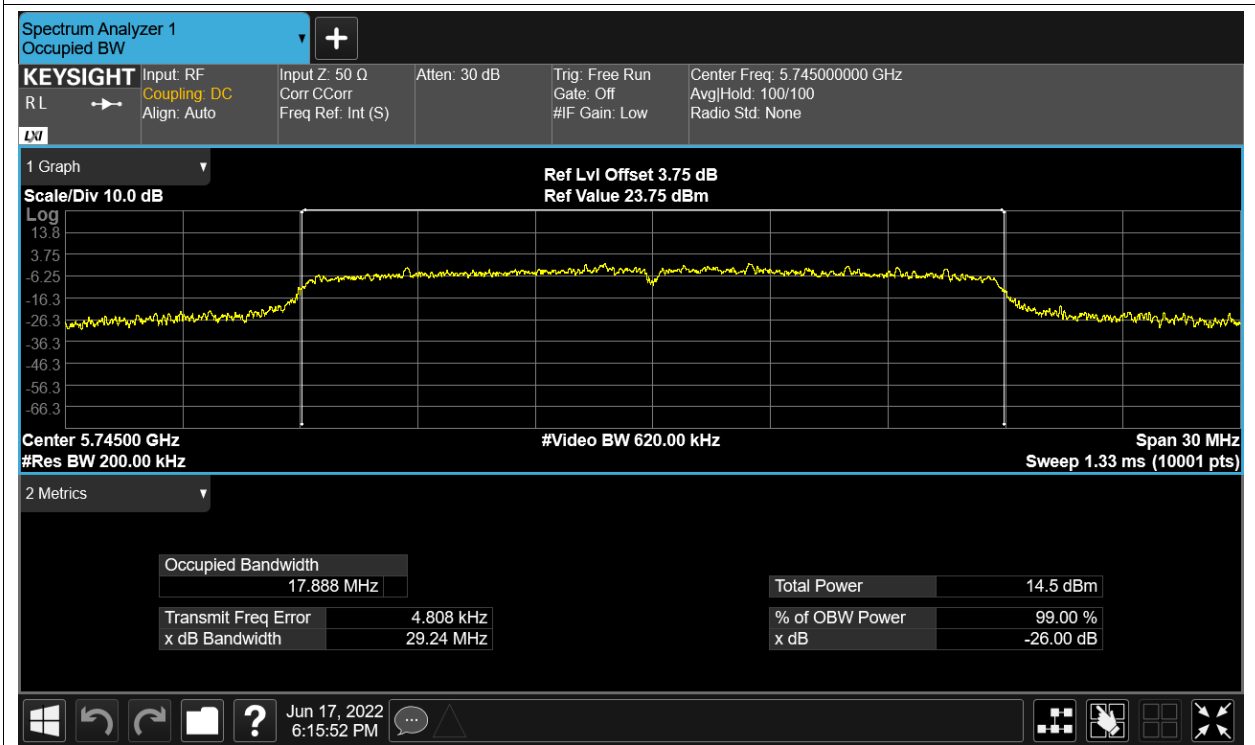 Spectrum Analyzer 1
Occupied BW
KEYSIGHT Input: RF Input Z: 50 Ω Atten: 30 dB Trig: Free Run Center Freq: 5.745000000 GHz
RL Coupling: DC Corr CCorr Gate: Off Avg|Hold: 100/100
Align: Auto Freq Ref: Int (S) #IF Gain: Low Radio Std: None
LXI
1 Graph
Ref Lvl Offset 3.75 dB
Scale/Div 10.0 dB Ref Value 23.75 dBm
Log
13.8
3.75
-6.25
-16.3
-26.3
-36.3
-46.3
-56.3
-66.3
Center 5.74500 GHz #Video BW 620.00 kHz Span 30 MHz
#Res BW 200.00 kHz Sweep 1.33 ms (10001 pts)
2 Metrics
Occupied Bandwidth
17.888 MHz Total Power 14.5 dBm
Transmit Freq Error 4.808 kHz % of OBW Power 99.00 %
x dB Bandwidth 29.24 MHz x dB -26.00 dB
? Jun 17, 2022
6:15:52 PM